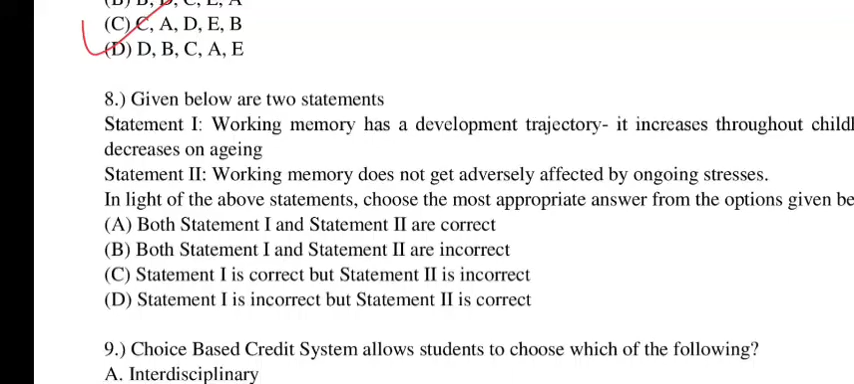 (C) C, A, D, E, B
(D) D, B, C, A, E
8.) Given below are two statements
Statement I: Working memory has a development trajectory- it increases throughout
decreases on ageing
Statement II: Working memory does not get adversely affected by ongoing stresses.
In light of the above statements, choose the most appropriate answer from the options given be
(A) Both Statement I and Statement II are correct
(B) Both Statement I and Statement II are incorrect
(C) Statement I is correct but Statement II is incorrect
(D) Statement I is incorrect but Statement II is correct
9.) Choice Based Credit System allows students to choose which of the following?
A. Interdisciplinary